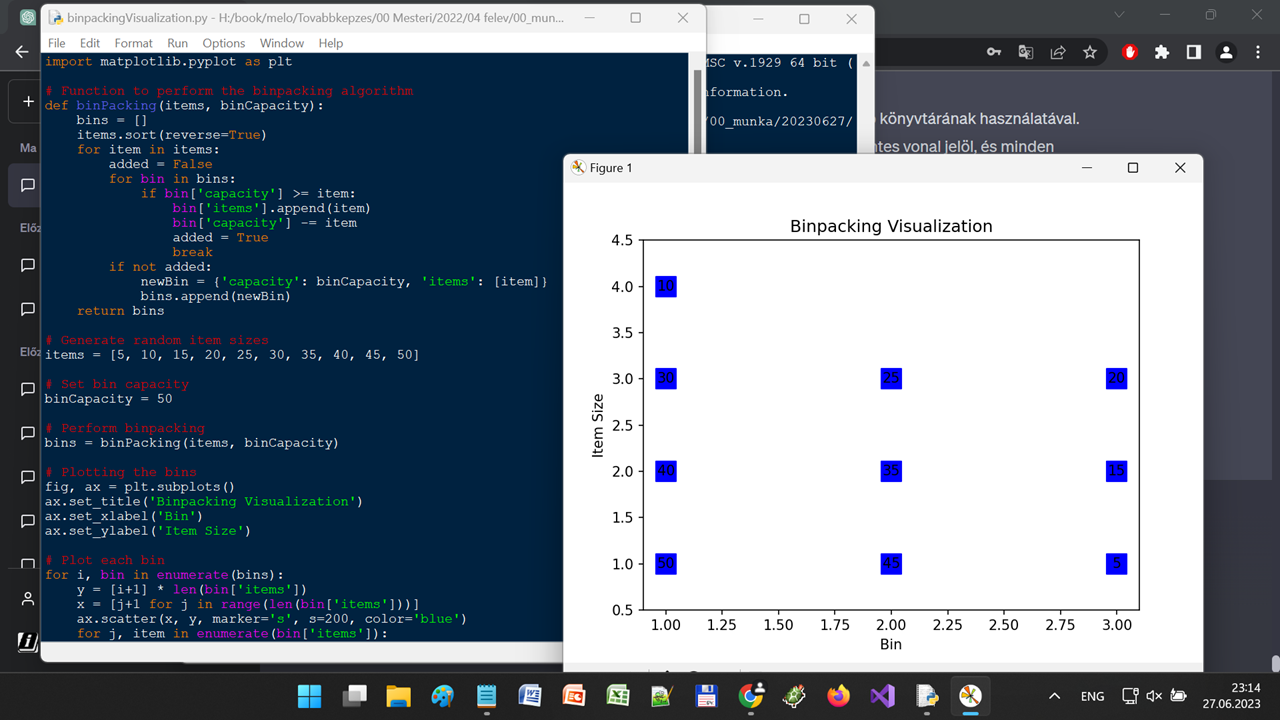 binpackingVisualization.py - H:/book/melo/Tovabbkepzes/00 Mesteri/2022/04 felev/00_mun...
File Edit Format Run Options Window Help
import matplotlib.pyplot as plt
# Function to perform the binpacking algorithm
def binPacking(items, binCapacity):
    bins = []
    items.sort(reverse=True)
    for item in items:
        added = False
        for bin in bins:
            if bin['capacity'] >= item:
                bin['items'].append(item)
                bin['capacity'] -= item
                added = True
                break
        if not added:
            newBin = {'capacity': binCapacity, 'items': [item]}
            bins.append(newBin)
    return bins
# Generate random item sizes
items = [5, 10, 15, 20, 25, 30, 35, 40, 45, 50]
# Set bin capacity
binCapacity = 50
# Perform binpacking
bins = binPacking(items, binCapacity)
# Plotting the bins
fig, ax = plt.subplots()
ax.set_title('Binpacking Visualization')
ax.set_xlabel('Bin')
ax.set_ylabel('Item Size')
# Plot each bin
for i, bin in enumerate(bins):
    y = [i+1] * len(bin['items'])
    x = [j+1 for j in range(len(bin['items']))]
    ax.scatter(x, y, marker='s', s=200, color='blue')
    for j, item in enumerate(bin['items']):
MSC v.1929 64 bit (
nformation.
/00_munka/20230627/
könyvtárának használatával.
ntes vonal jelöl, és minden
Ma
Előz
Előz
Figure 1
Binpacking Visualization
4.5
4.0
3.5
3.0
2.5
2.0
1.5
1.0
0.5
Item Size
10
30 25 20
40 35 15
50 45 5
1.00 1.25 1.50 1.75 2.00 2.25 2.50 2.75 3.00
Bin
ENG
23:14
27.06.2023